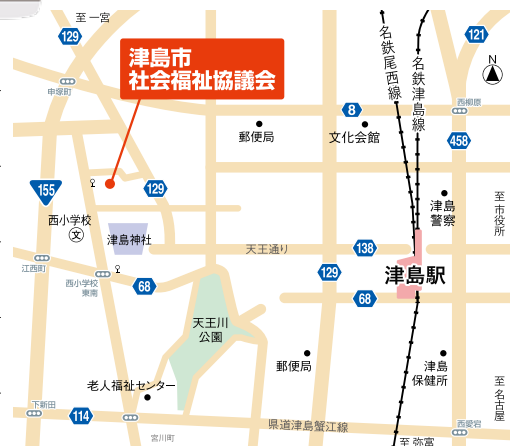 至 一宮
129
津島市
社会福祉協議会
申塚町
名鉄尾西線
名鉄津島線
121
N
8
西柳原
郵便局
文化会館
458
155
129
津島
警察
至 市役所
西小学校
文
津島神社
天王通り
138
江西町
西小学校
東南
68
129
津島駅
68
天王川
公園
郵便局
津島
保健所
至 名古屋
老人福祉センター
下新田
114
宮川町
県道津島蟹江線
西愛宕
至 弥富